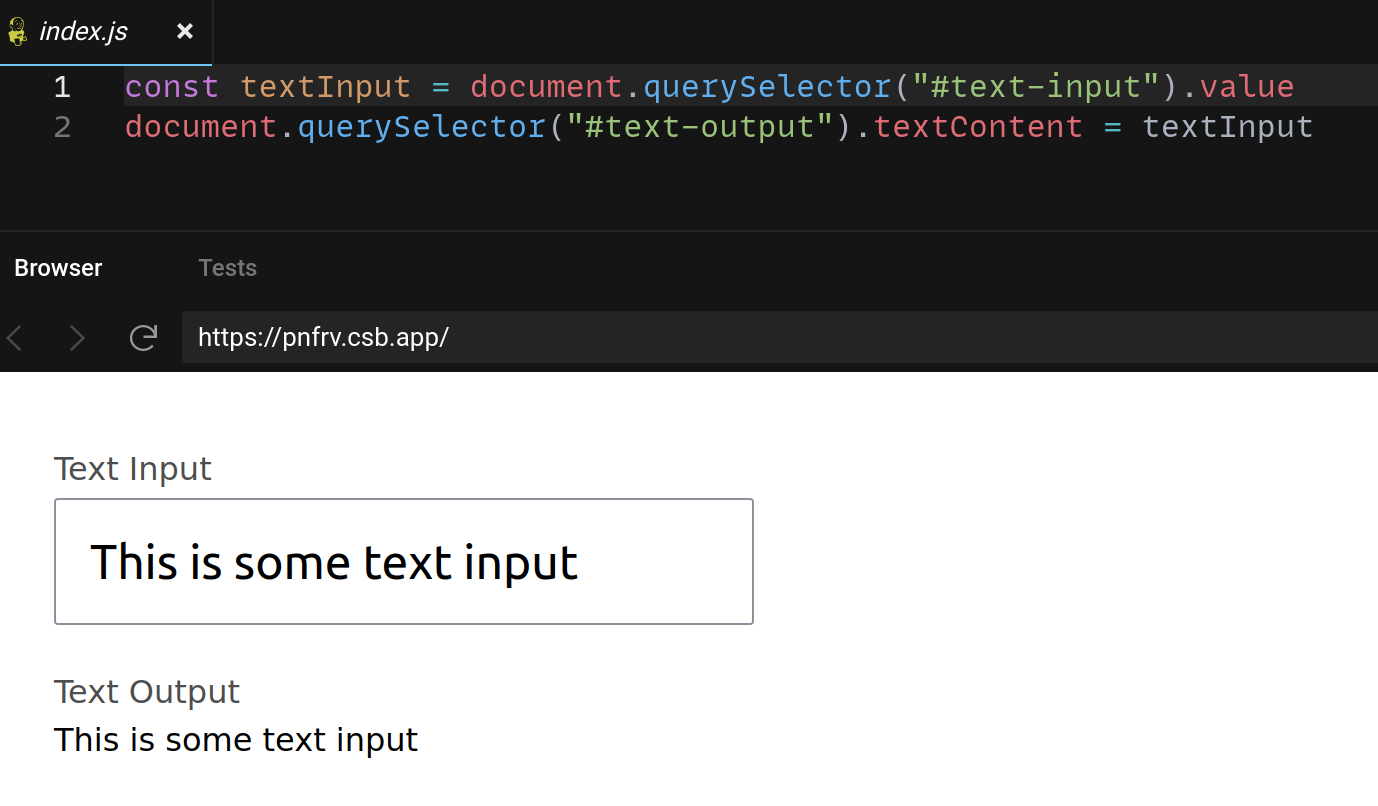 index.js ×
1 const textInput = document.querySelector("#text-input").value
2 document.querySelector("#text-output").textContent = textInput
Browser Tests
https://pnfrv.csb.app/
Text Input
This is some text input
Text Output
This is some text input